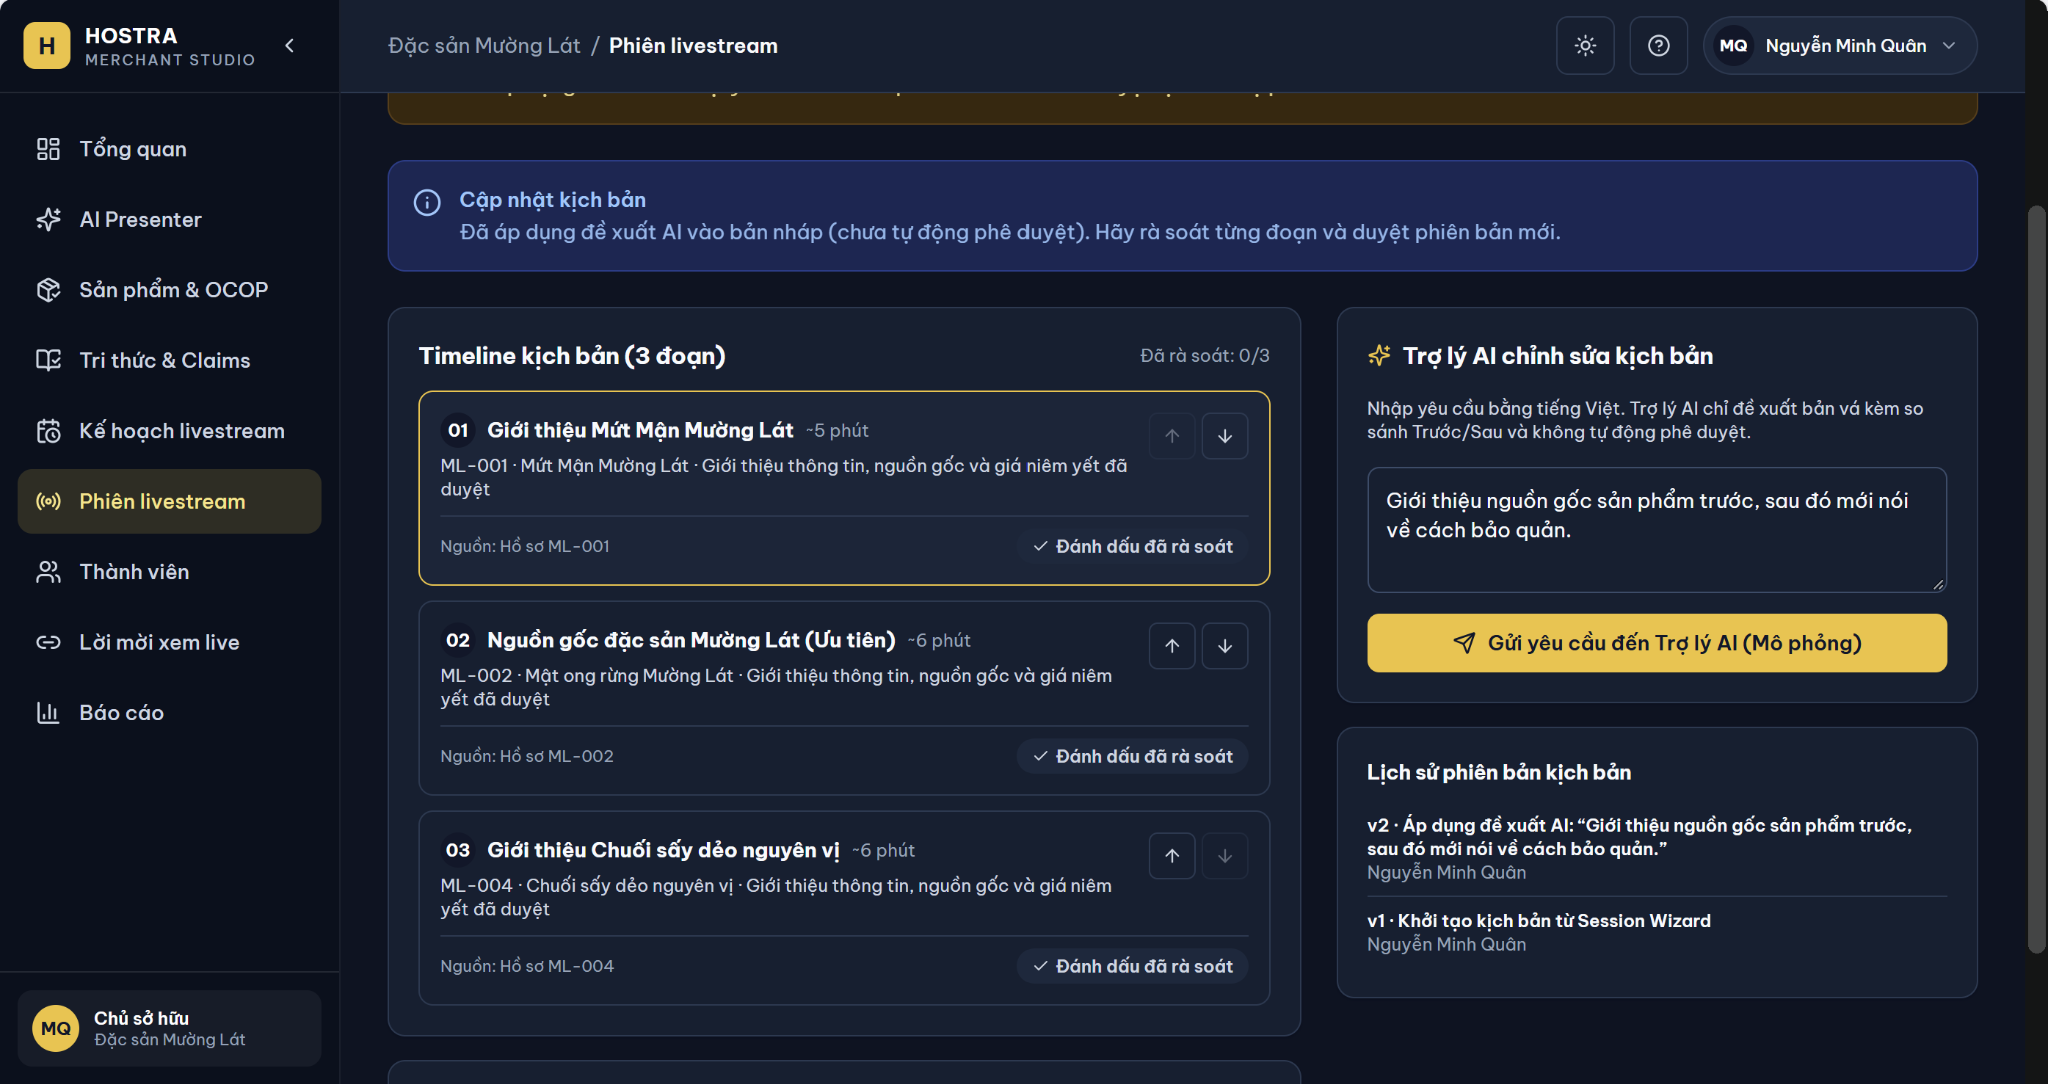 H
HOSTRA
MERCHANT STUDIO
Đặc sản Mường Lát / Phiên livestream
MQ Nguyễn Minh Quân
Tổng quan
AI Presenter
Sản phẩm & OCOP
Tri thức & Claims
Kế hoạch livestream
Phiên livestream
Thành viên
Lời mời xem live
Báo cáo
MQ
Chủ sở hữu
Đặc sản Mường Lát
Cập nhật kịch bản
Đã áp dụng đề xuất AI vào bản nháp (chưa tự động phê duyệt). Hãy rà soát từng đoạn và duyệt phiên bản mới.
Timeline kịch bản (3 đoạn)
Đã rà soát: 0/3
01 Giới thiệu Mứt Mận Mường Lát ~5 phút
ML-001 · Mứt Mận Mường Lát · Giới thiệu thông tin, nguồn gốc và giá niêm yết đã
duyệt
Nguồn: Hồ sơ ML-001
Đánh dấu đã rà soát
02 Nguồn gốc đặc sản Mường Lát (Ưu tiên) ~6 phút
ML-002 · Mật ong rừng Mường Lát · Giới thiệu thông tin, nguồn gốc và giá niêm
yết đã duyệt
Nguồn: Hồ sơ ML-002
Đánh dấu đã rà soát
03 Giới thiệu Chuối sấy dẻo nguyên vị ~6 phút
ML-004 · Chuối sấy dẻo nguyên vị · Giới thiệu thông tin, nguồn gốc và giá niêm
yết đã duyệt
Nguồn: Hồ sơ ML-004
Đánh dấu đã rà soát
Trợ lý AI chỉnh sửa kịch bản
Nhập yêu cầu bằng tiếng Việt. Trợ lý AI chỉ đề xuất bản vá kèm so
sánh Trước/Sau và không tự động phê duyệt.
Giới thiệu nguồn gốc sản phẩm trước, sau đó mới nói
về cách bảo quản.
Gửi yêu cầu đến Trợ lý AI (Mô phỏng)
Lịch sử phiên bản kịch bản
v2 · Áp dụng đề xuất AI: “Giới thiệu nguồn gốc sản phẩm trước,
sau đó mới nói về cách bảo quản.”
Nguyễn Minh Quân
v1 · Khởi tạo kịch bản từ Session Wizard
Nguyễn Minh Quân